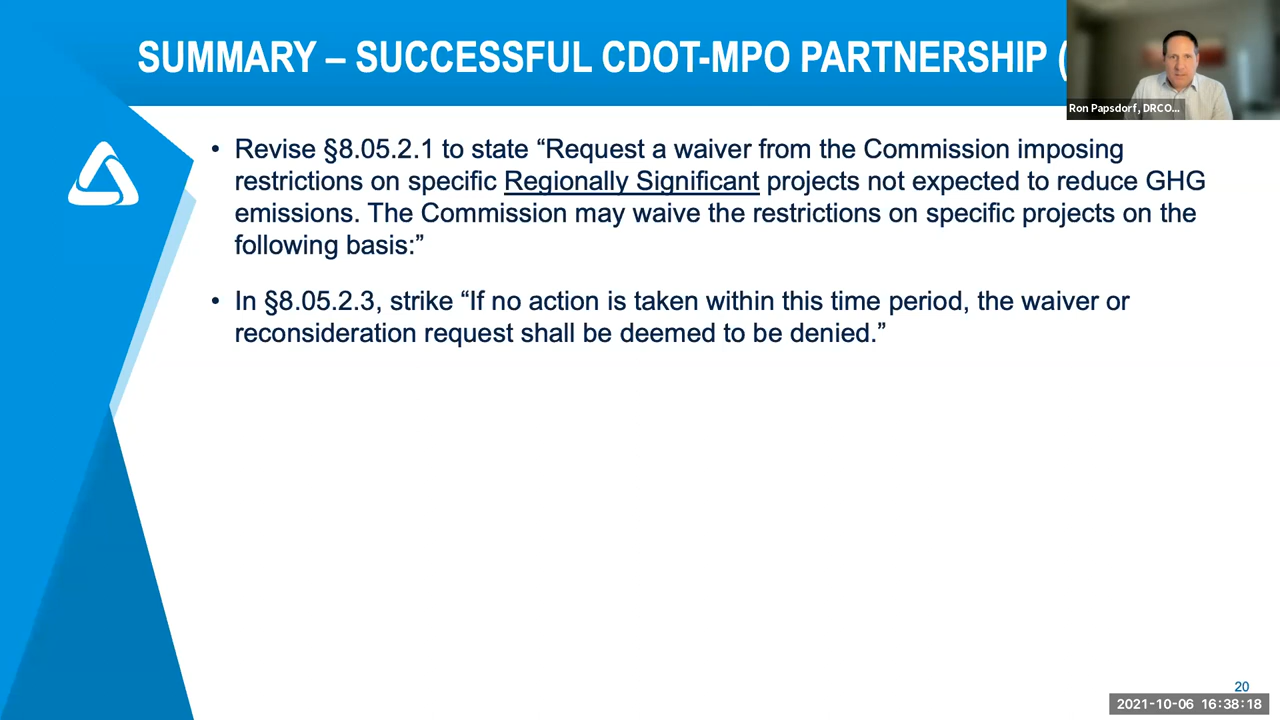 SUMMARY – SUCCESSFUL CDOT-MPO PARTNERSHIP (
Ron Papsdorf, DRCO...
• Revise §8.05.2.1 to state “Request a waiver from the Commission imposing
restrictions on specific Regionally Significant projects not expected to reduce GHG
emissions. The Commission may waive the restrictions on specific projects on the
following basis:”
• In §8.05.2.3, strike “If no action is taken within this time period, the waiver or
reconsideration request shall be deemed to be denied.”
20
2021-10-06 16:38:18